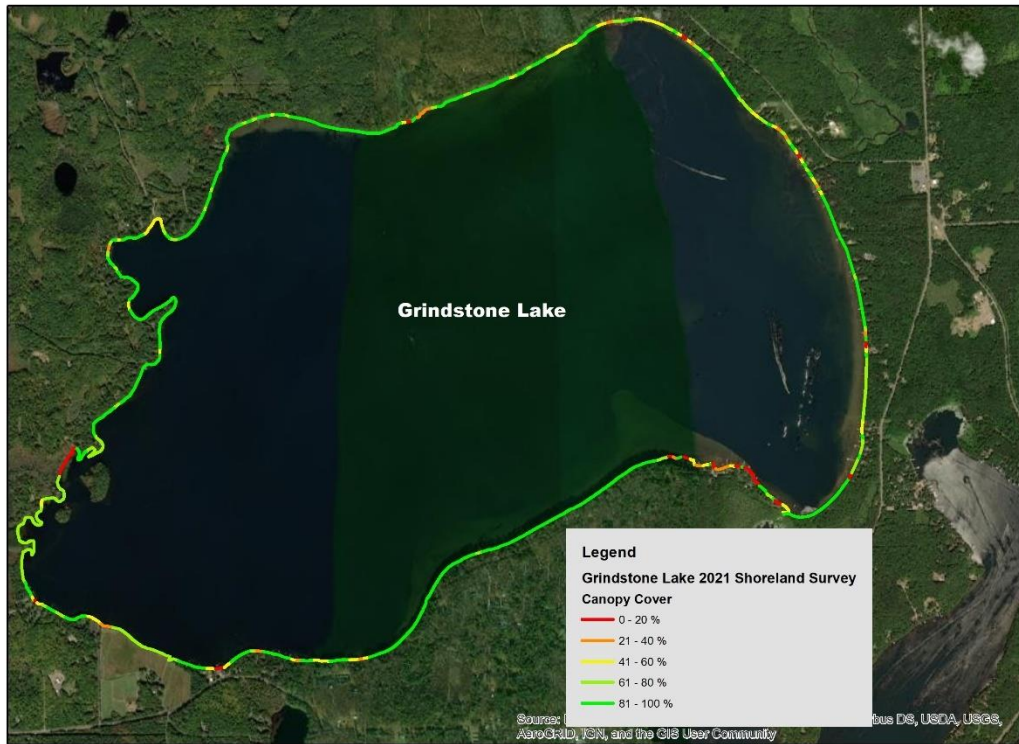 Grindstone Lake
Legend
Grindstone Lake 2021 Shoreland Survey
Canopy Cover
0 - 20 %
21 - 40 %
41 - 60 %
61 - 80 %
81 - 100 %
Source: DS, USDA, USGS,
AeroGRID, IGN, and the GIS User Community